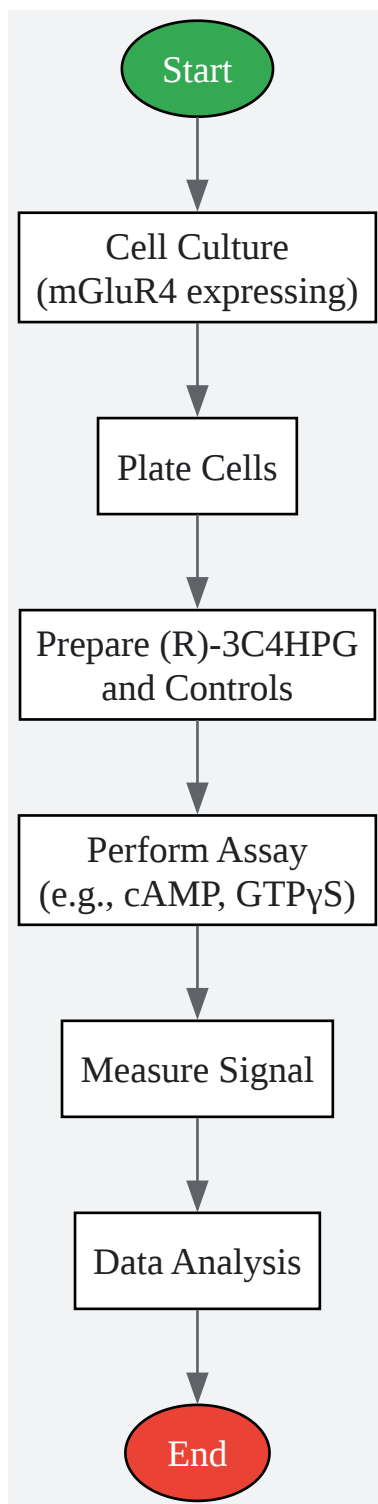 Start
Cell Culture
(mGluR4 expressing)
Plate Cells
Prepare (R)-3C4HPG
and Controls
Perform Assay
(e.g., cAMP, GTPγS)
Measure Signal
Data Analysis
End